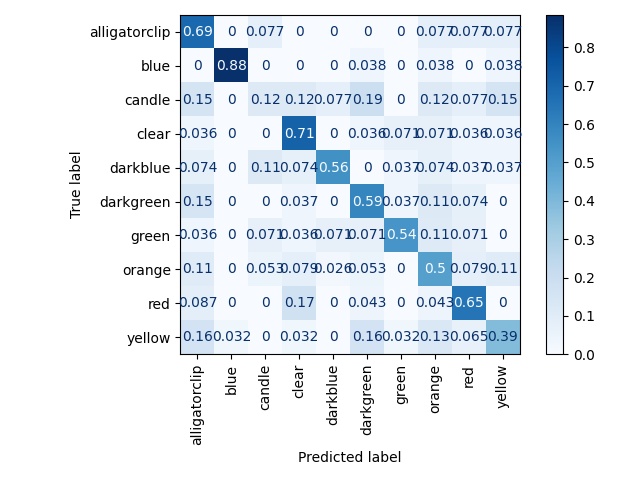 alligatorclip 0.69 0 0.077 0 0 0 0 0.077 0.077 0.077
blue 0 0.88 0 0 0 0.038 0 0.038 0 0.038
candle 0.15 0 0.12 0.12 0.077 0.19 0 0.12 0.077 0.15
clear 0.036 0 0 0.71 0 0.036 0.071 0.071 0.036 0.036
darkblue 0.074 0 0.11 0.074 0.56 0 0.037 0.074 0.037 0.037
darkgreen 0.15 0 0 0.037 0 0.59 0.037 0.11 0.074 0
green 0.036 0 0.071 0.036 0.071 0.071 0.54 0.11 0.071 0
orange 0.11 0 0.053 0.079 0.026 0.053 0 0.5 0.079 0.11
red 0.087 0 0 0.17 0 0.043 0 0.043 0.65 0
yellow 0.16 0.032 0 0.032 0 0.16 0.032 0.13 0.065 0.39
True label
alligatorclip blue candle clear darkblue darkgreen green orange red yellow
Predicted label
0.8
0.7
0.6
0.5
0.4
0.3
0.2
0.1
0.0